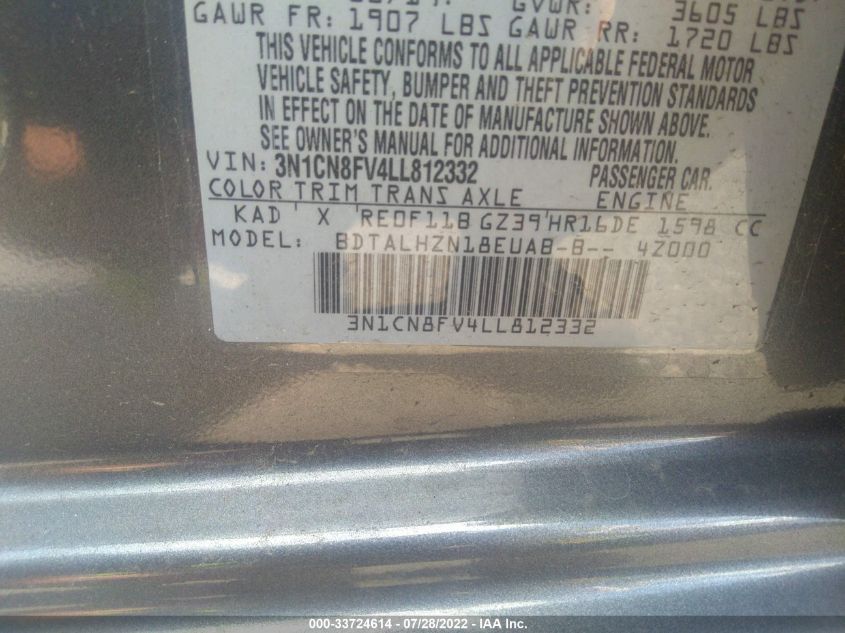 GVWR: 3605 LBS
GAWR FR: 1907 LBS GAWR RR: 1720 LBS
THIS VEHICLE CONFORMS TO ALL APPLICABLE FEDERAL MOTOR
VEHICLE SAFETY, BUMPER AND THEFT PREVENTION STANDARDS
IN EFFECT ON THE DATE OF MANUFACTURE SHOWN ABOVE.
SEE OWNER'S MANUAL FOR ADDITIONAL INFORMATION.
VIN: 3N1CN8FV4LL812332 PASSENGER CAR.
COLOR TRIM TRANS AXLE ENGINE
KAD ' X ' RE0F11B GZ39'HR16DE 1598 CC
MODEL: BDTALHZN18EUAB-B-- 4Z000
3N1CN8FV4LL812332
000-33724614 - 07/28/2022 - IAA Inc.